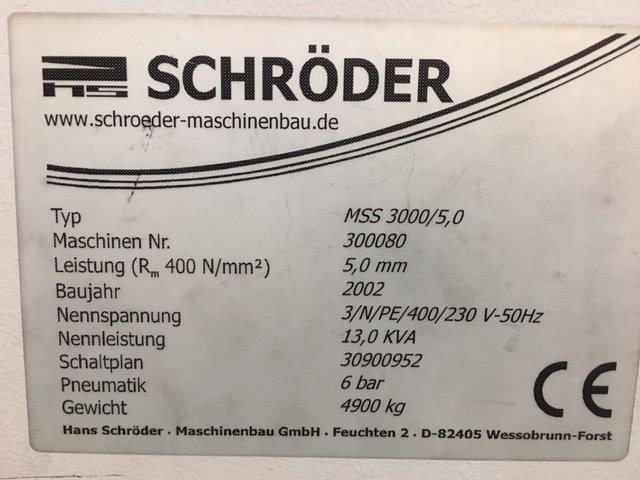 HS SCHRÖDER
www.schroeder-maschinenbau.de
Typ MSS 3000/5,0
Maschinen Nr. 300080
Leistung (Rm 400 N/mm²) 5,0 mm
Baujahr 2002
Nennspannung 3/N/PE/400/230 V-50Hz
Nennleistung 13,0 KVA
Schaltplan 30900952
Pneumatik 6 bar
Gewicht 4900 kg
CE
Hans Schröder · Maschinenbau GmbH · Feuchten 2 · D-82405 Wessobrunn-Forst